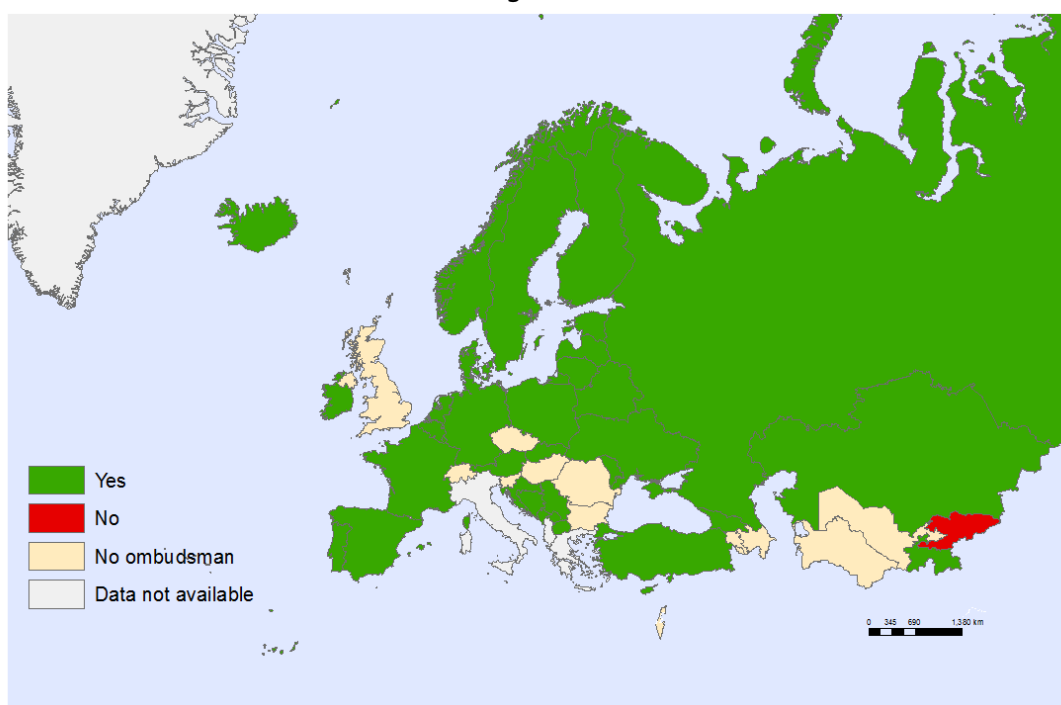 Yes
No
No ombudsman
Data not available
0 345 690 1,380 km